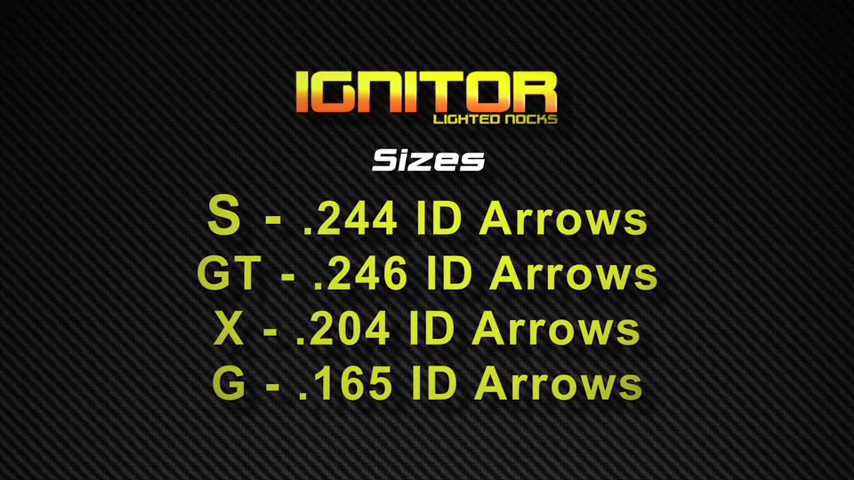 IGNITOR
LIGHTED NOCKS
Sizes
S - .244 ID Arrows
GT - .246 ID Arrows
X - .204 ID Arrows
G - .165 ID Arrows